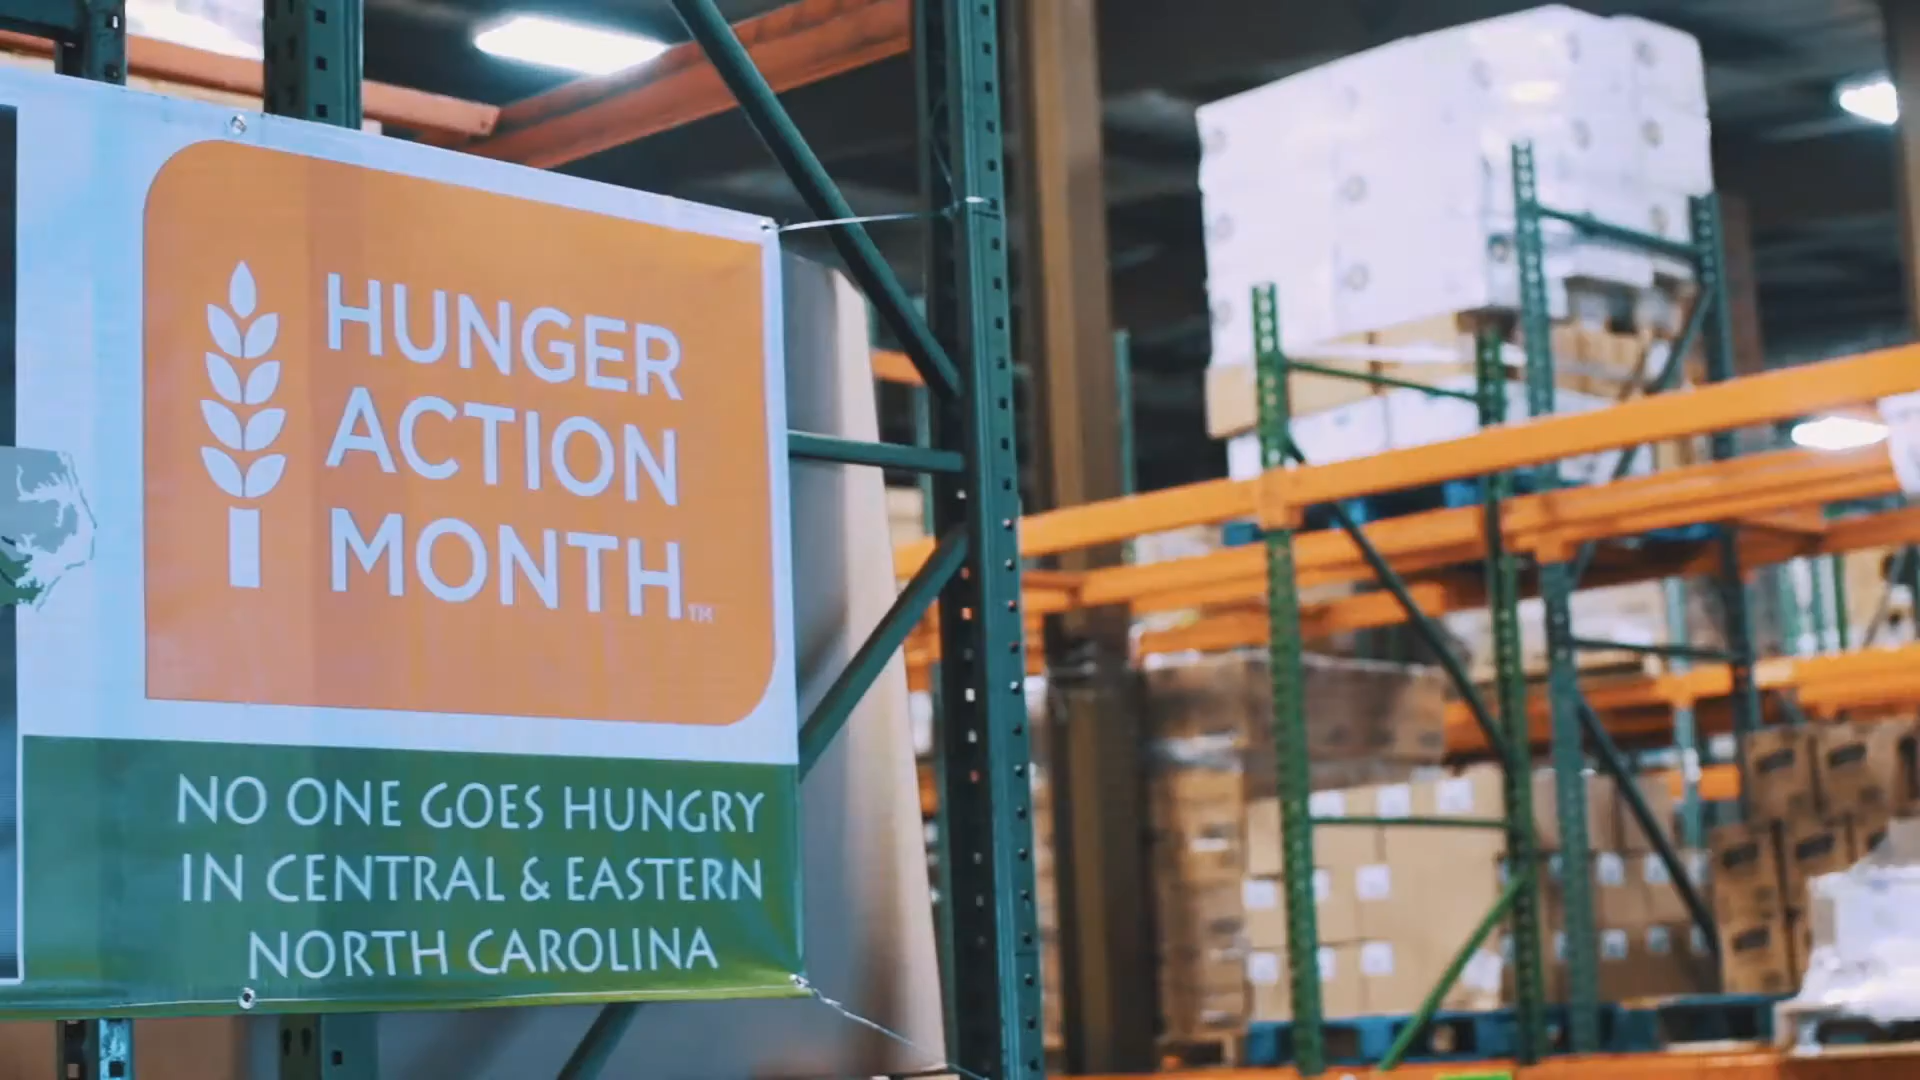 HUNGER
ACTION
MONTH™
NO ONE GOES HUNGRY
IN CENTRAL & EASTERN
NORTH CAROLINA